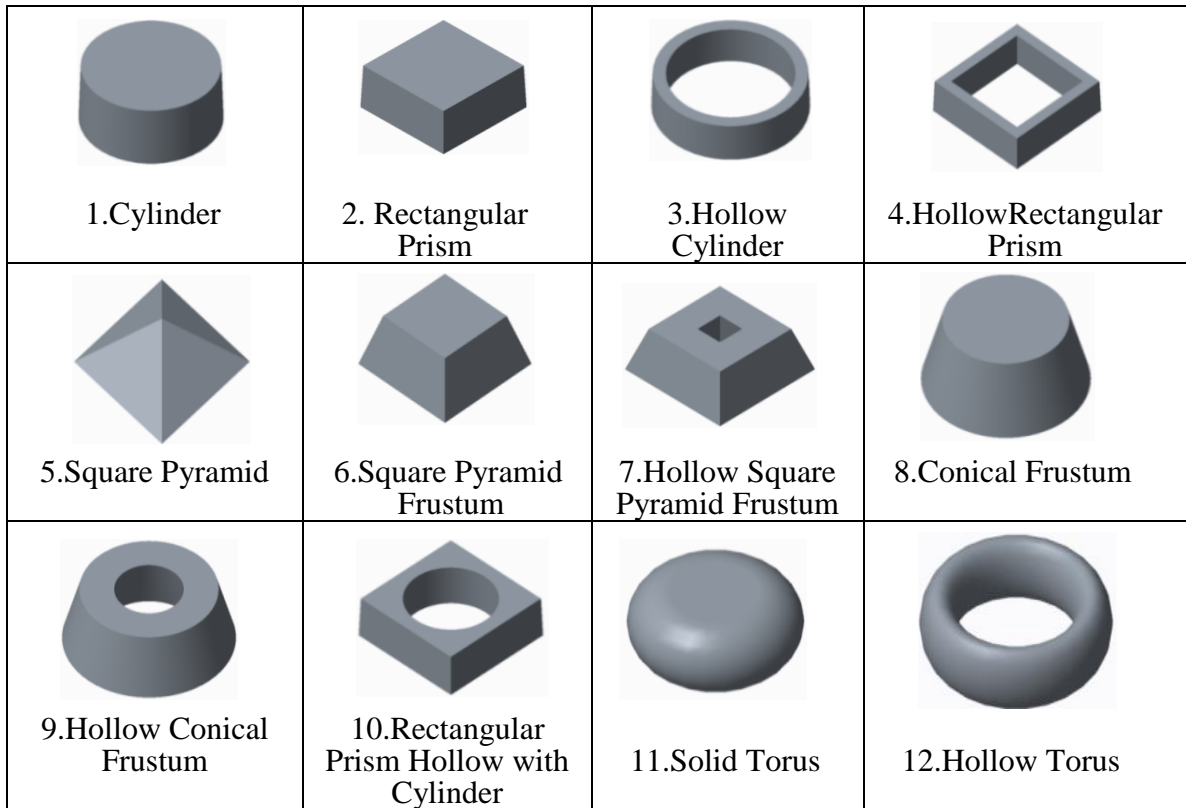 1.Cylinder
2. Rectangular
Prism
3.Hollow
Cylinder
4.HollowRectangular
Prism
5.Square Pyramid
6.Square Pyramid
Frustum
7.Hollow Square
Pyramid Frustum
8.Conical Frustum
9.Hollow Conical
Frustum
10.Rectangular
Prism Hollow with
Cylinder
11.Solid Torus
12.Hollow Torus